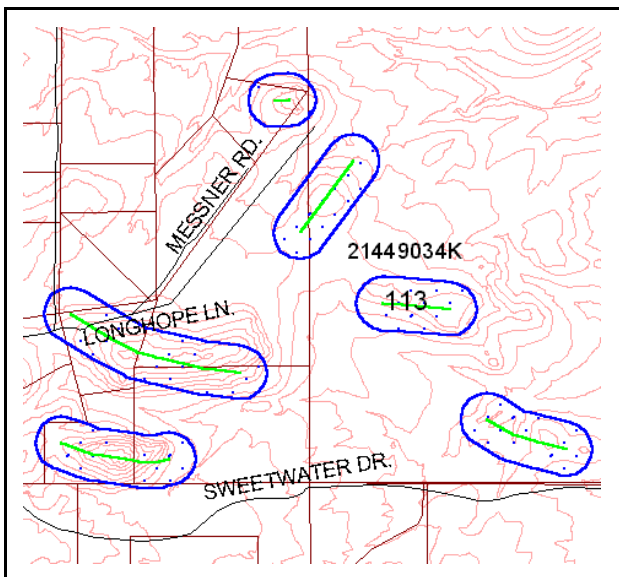 MESSNER RD.
21449034K
113
LONGHOPE LN.
SWEETWATER DR.